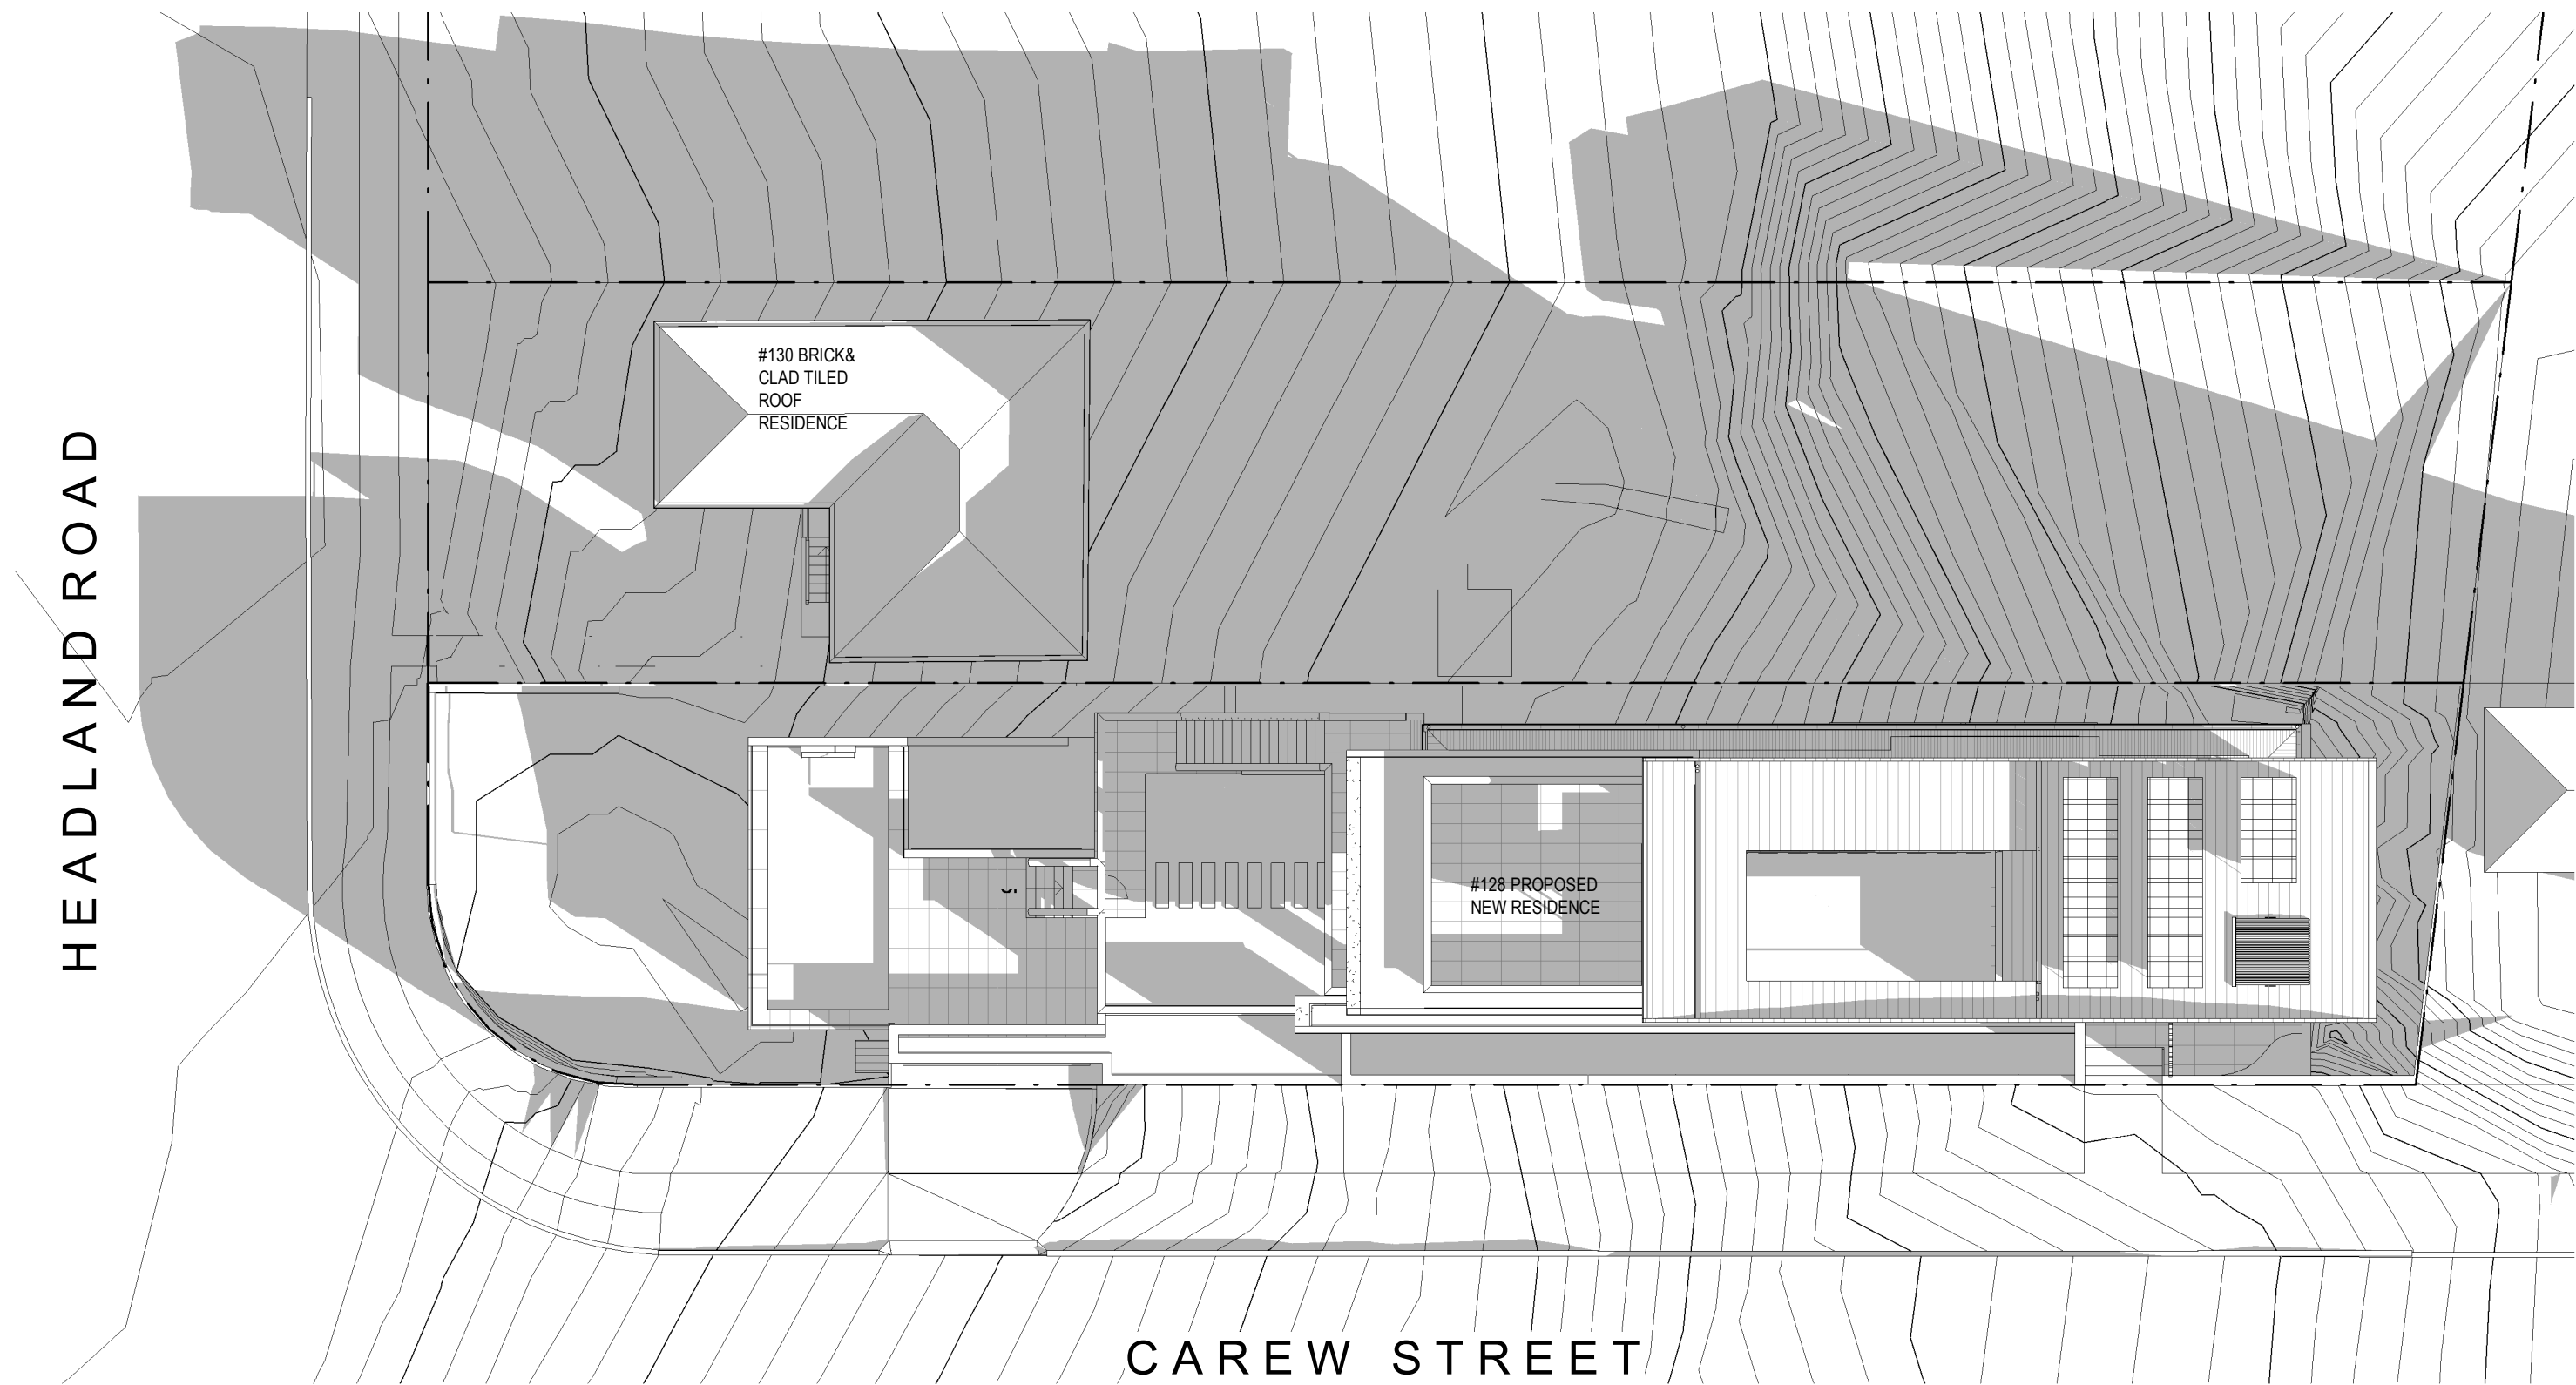 #130 BRICK&
CLAD TILED
ROOF
RESIDENCE
HEADLAND ROAD
#128 PROPOSED
NEW RESIDENCE
CAREW STREET